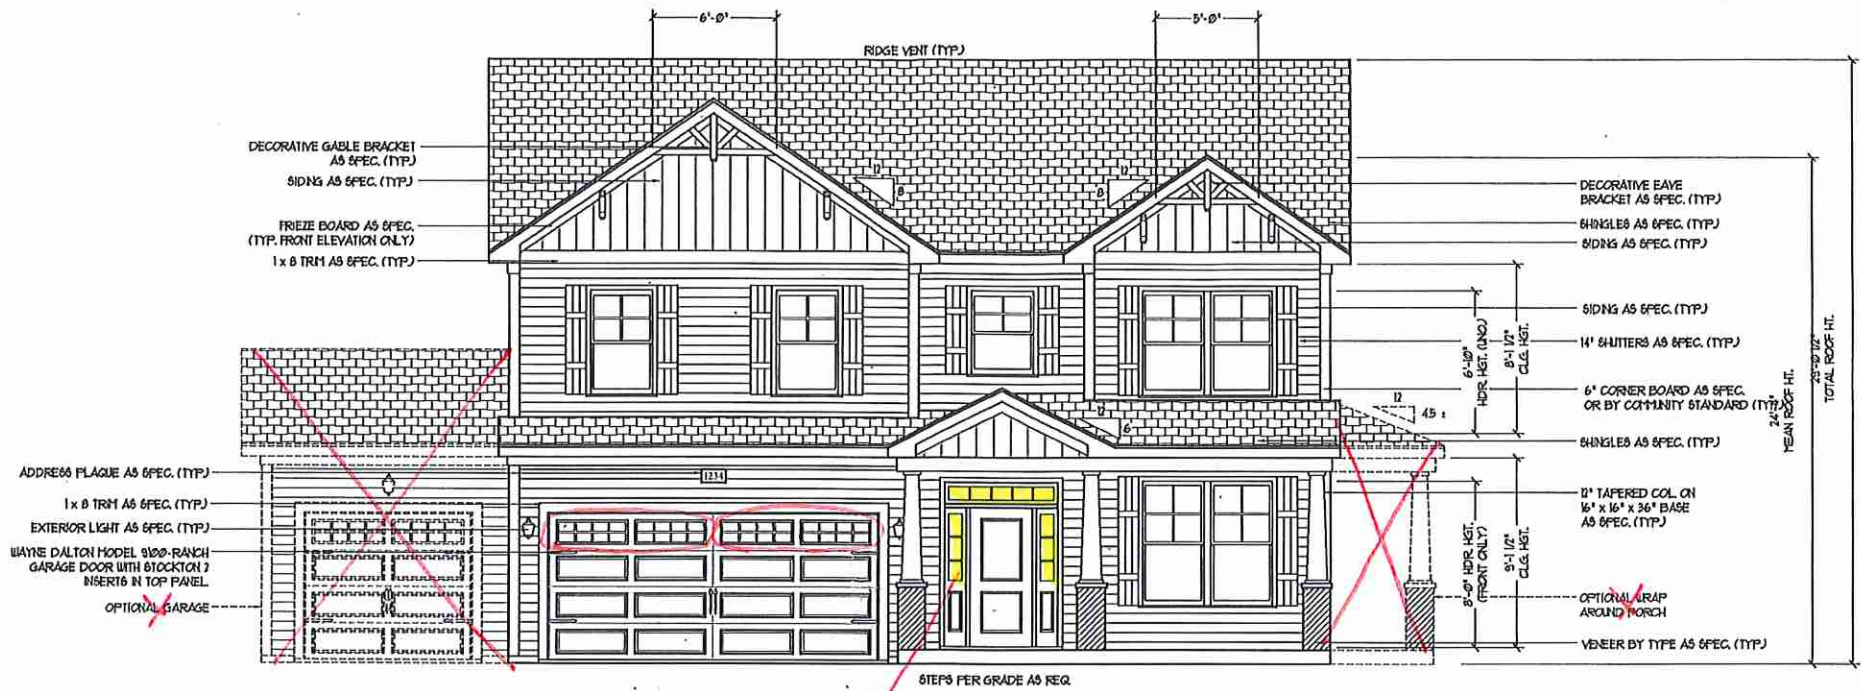 6'-0"
5'-0"
RIDGE VENT (TYP.)
DECORATIVE GABLE BRACKET
AS SPEC. (TYP.)
SIDING AS SPEC. (TYP.)
FRIEZE BOARD AS SPEC.
(TYP. FRONT ELEVATION ONLY)
1 x 8 TRIM AS SPEC. (TYP.)
12
8
12
8
DECORATIVE EAVE
BRACKET AS SPEC. (TYP.)
SHINGLES AS SPEC. (TYP.)
SIDING AS SPEC. (TYP.)
SIDING AS SPEC. (TYP.)
14" SHUTTERS AS SPEC. (TYP.)
6" CORNER BOARD AS SPEC.
OR BY COMMUNITY STANDARD (TYP.)
SHINGLES AS SPEC. (TYP.)
6'-10"
HDR. HGT. (UNO.)
8'-1 1/2"
CLG. HGT.
MEAN ROOF HT.
TOTAL ROOF HT.
12
6
12
4.5 ±
ADDRESS PLAQUE AS SPEC. (TYP.)
1234
1 x 8 TRIM AS SPEC. (TYP.)
EXTERIOR LIGHT AS SPEC. (TYP.)
WAYNE DALTON MODEL 9100-RANCH
GARAGE DOOR WITH STOCKTON 2
INSERTS IN TOP PANEL
OPTIONAL GARAGE
12" TAPERED COL. ON
16" x 16" x 36" BASE
AS SPEC. (TYP.)
8'-0" HDR. HGT.
(FRONT ONLY)
9'-1 1/2"
CLG. HGT.
OPTIONAL WRAP
AROUND PORCH
VENEER BY TYPE AS SPEC. (TYP.)
STEPS PER GRADE AS REQ.